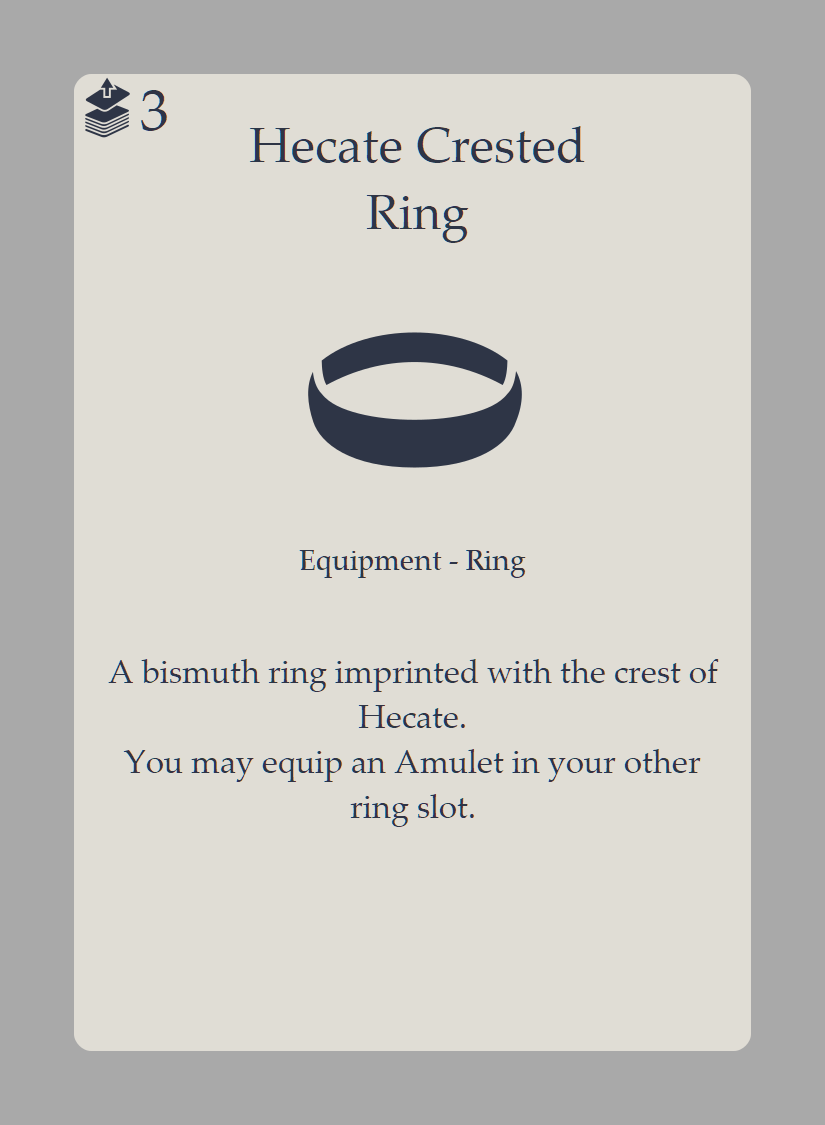 3
Hecate Crested
Ring
Equipment - Ring
A bismuth ring imprinted with the crest of
Hecate.
You may equip an Amulet in your other
ring slot.